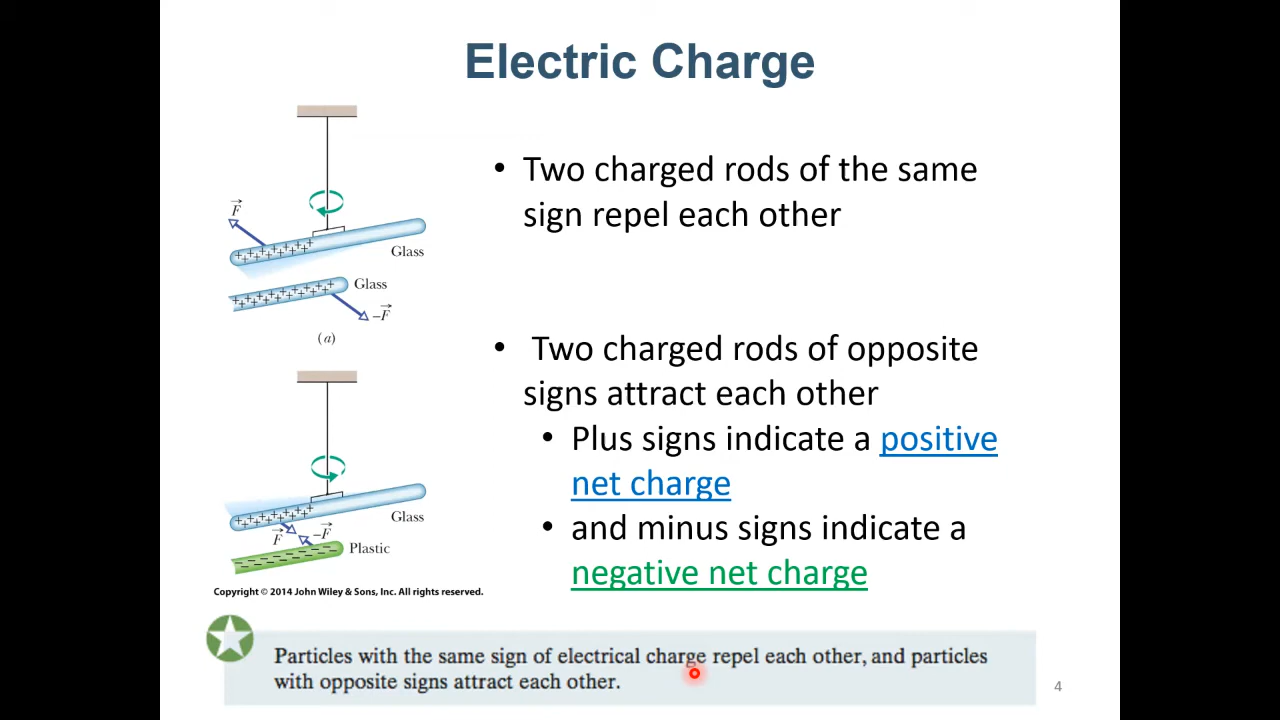 Electric Charge
F
Glass
Glass
–F
(a)
Glass
F
–F
Plastic
Copyright © 2014 John Wiley & Sons, Inc. All rights reserved.
• Two charged rods of the same
sign repel each other
• Two charged rods of opposite
signs attract each other
• Plus signs indicate a positive
net charge
• and minus signs indicate a
negative net charge
Particles with the same sign of electrical charge repel each other, and particles
with opposite signs attract each other.
4